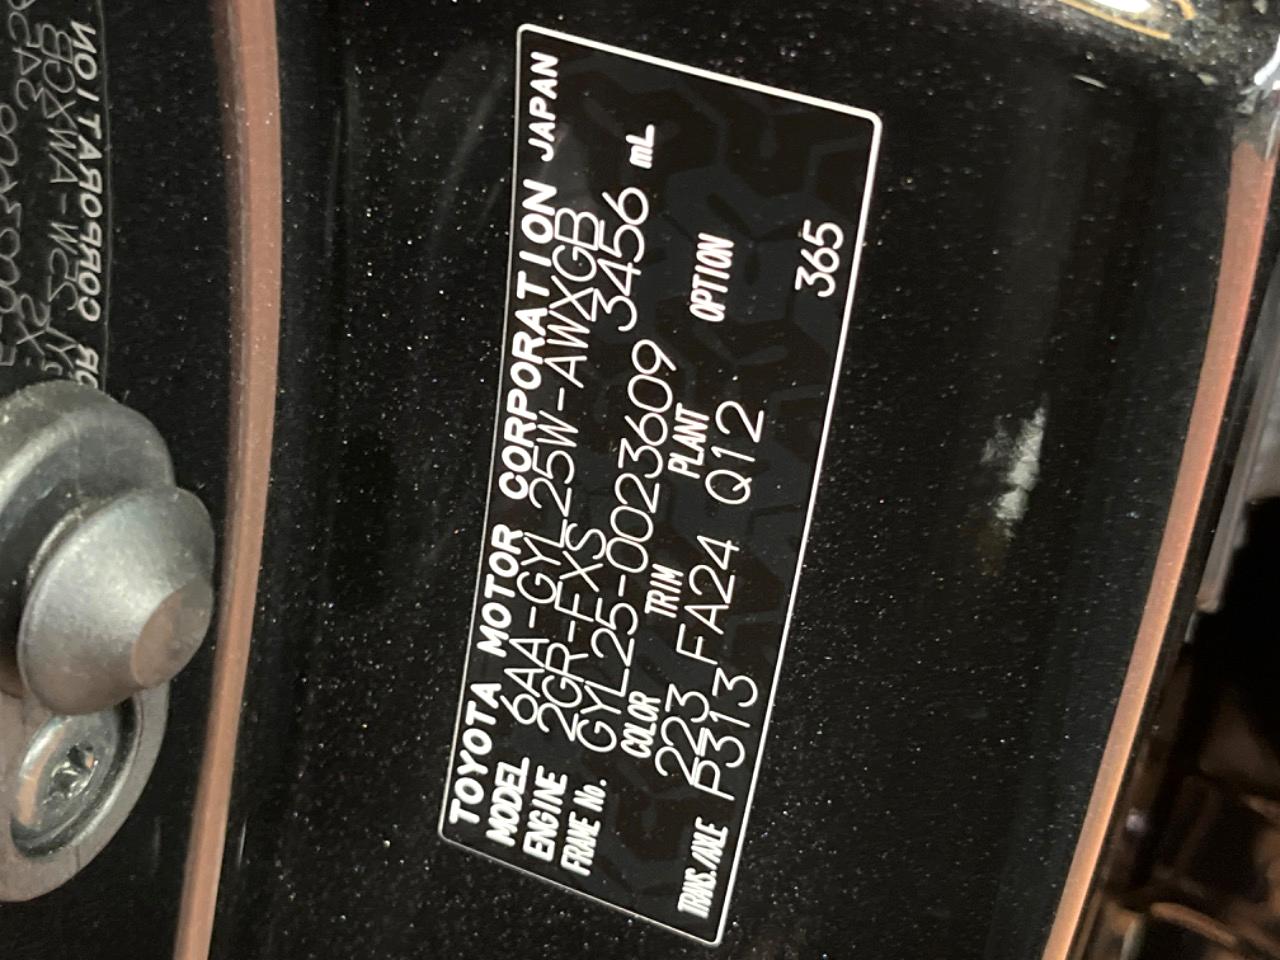 TOYOTA MOTOR CORPORATION JAPAN
MODEL 6AA-GYL25W-AWXGB
ENGINE 2GR-FXS 3456 mL
FRAME No. GYL25-0023609
COLOR TRIM PLANT OPTION
223 FA24 Q12
TRANS./AXLE P313 365